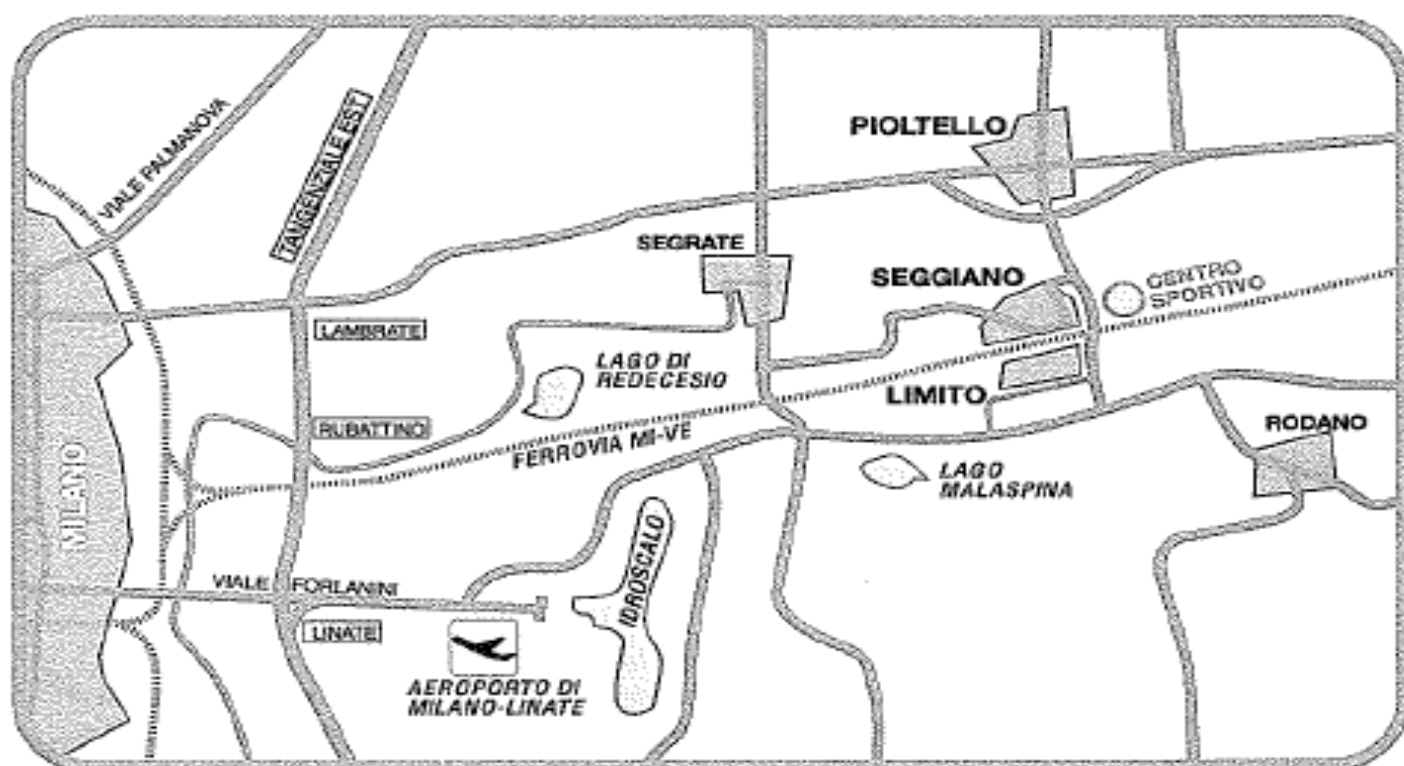 VIALE PALMANOVA
TANGENZIALE EST
PIOLTELLO
SEGRATE
SEGGIANO
CENTRO
SPORTIVO
LAMBRATE
LAGO DI
REDECESIO
LIMITO
RUBATTINO
FERROVIA MI-VE
RODANO
LAGO
MALASPINA
MILANO
IDROSCALO
VIALE FORLANINI
LINATE
AEROPORTO DI
MILANO-LINATE